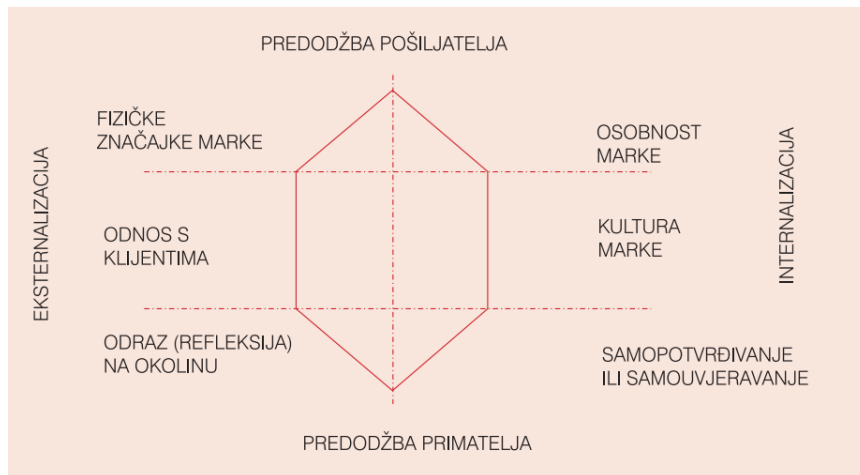 PREDODŽBA POŠILJATELJA
FIZIČKE
ZNAČAJKE MARKE
OSOBNOST
MARKE
EKSTERNALIZACIJA
INTERNALIZACIJA
ODNOS S
KLIJENTIMA
KULTURA
MARKE
ODRAZ (REFLEKSIJA)
NA OKOLINU
SAMOPOTVRĐIVANJE
ILI SAMOUVJERAVANJE
PREDODŽBA PRIMATELJA